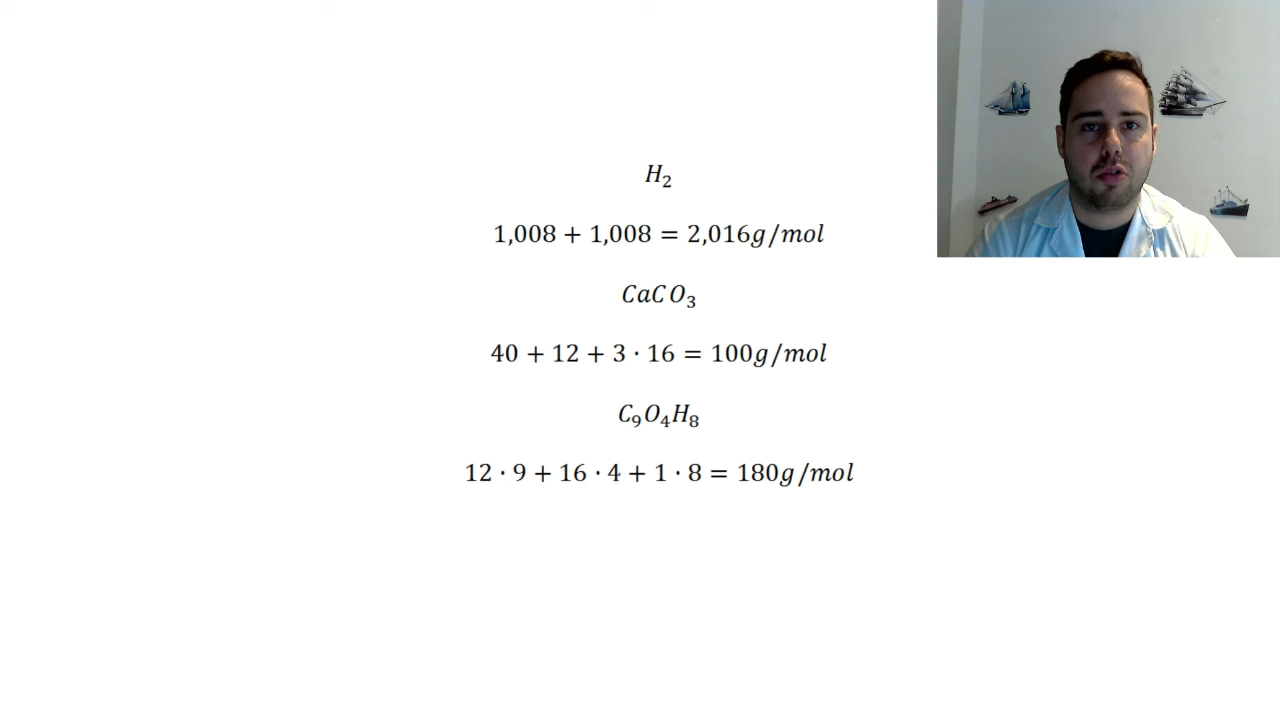 H₂
1,008 + 1,008 = 2,016g/mol
CaCO₃
40 + 12 + 3 · 16 = 100g/mol
C₉O₄H₈
12 · 9 + 16 · 4 + 1 · 8 = 180g/mol